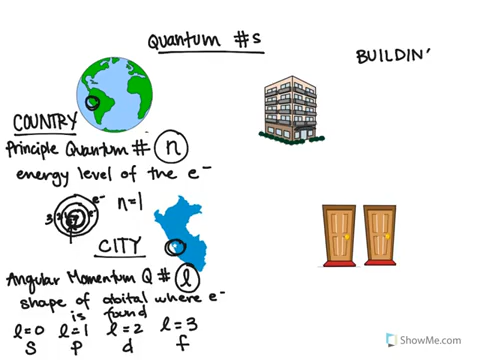 Quantum #s
BUILDIN'
COUNTRY
Principle Quantum # n
energy level of the e-
3 2 1 e-
n=1
CITY
Angular Momentum Q # l
shape of obital where e-
is found
l=0 l=1 l=2 l=3
s p d f
ShowMe.com